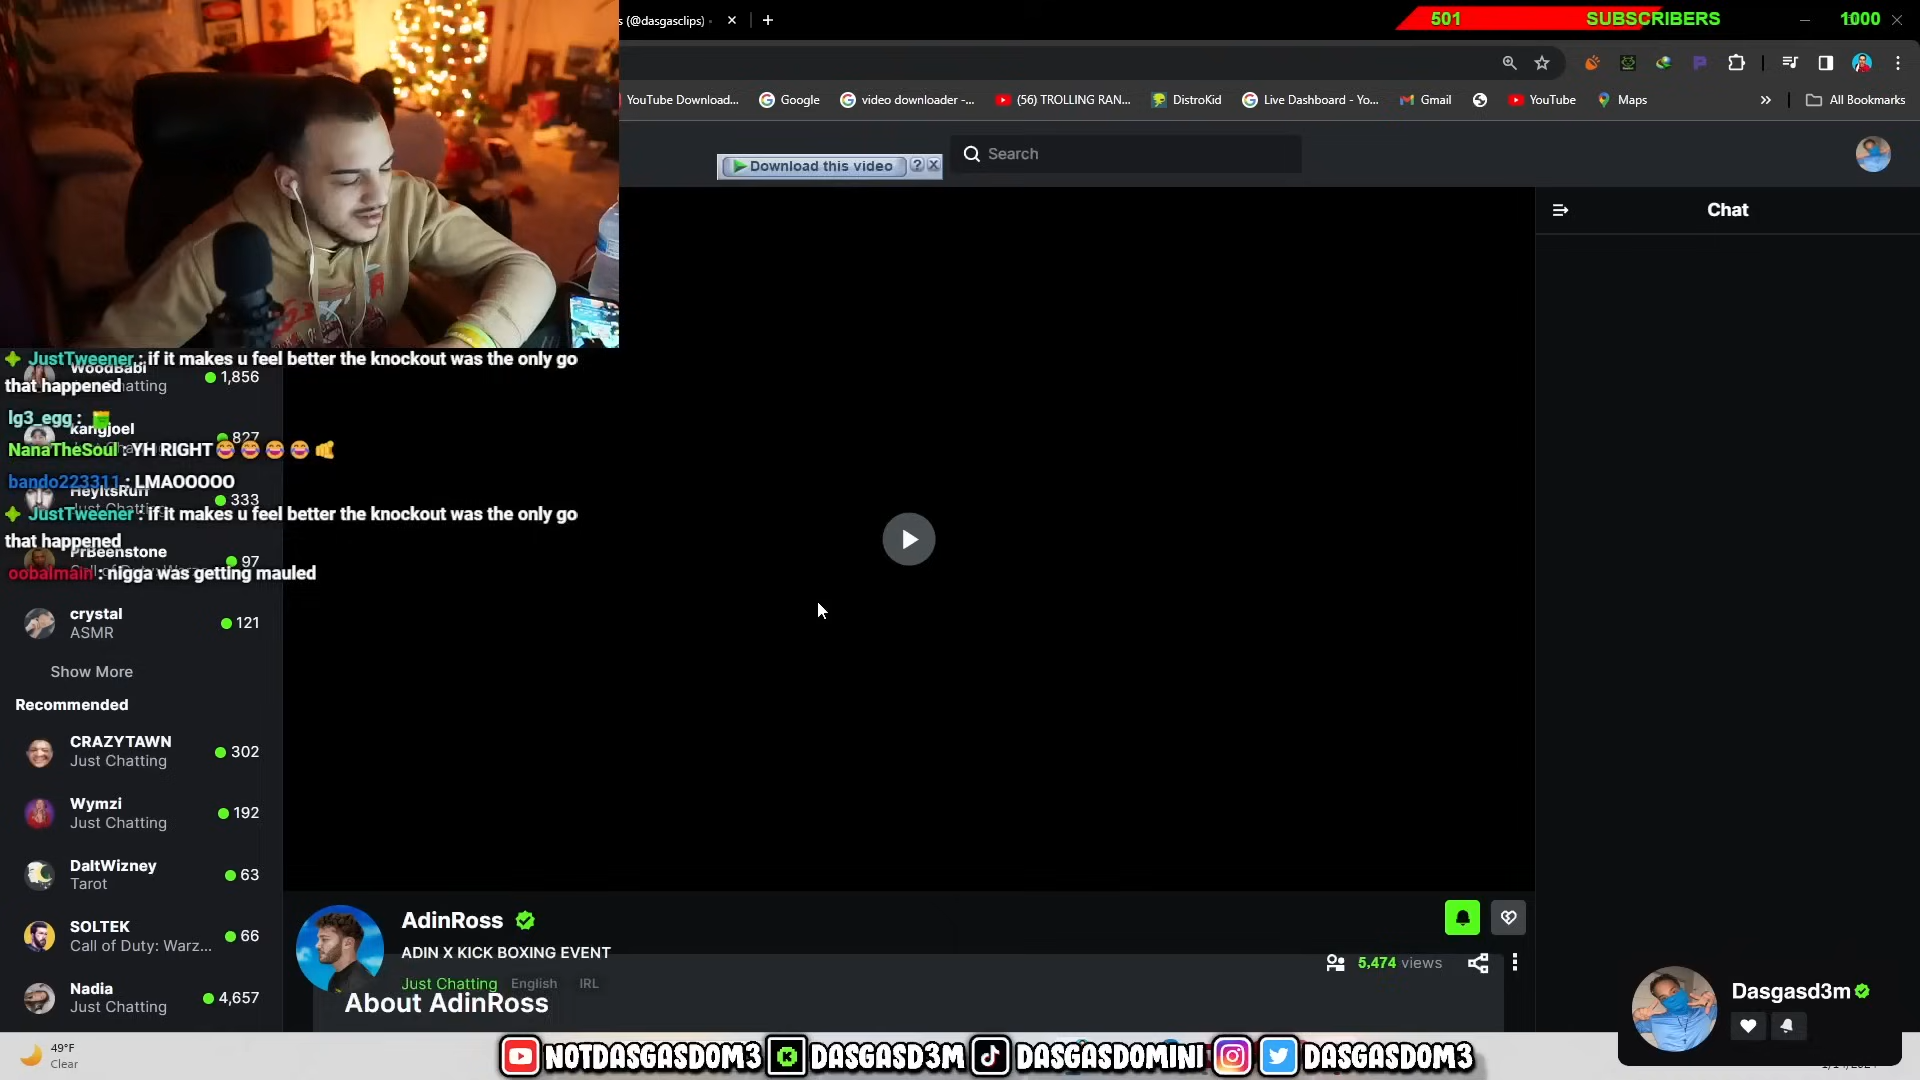 s (@dasgasclips) -
501 SUBSCRIBERS 1000
YouTube Download...
Google
video downloader -...
(56) TROLLING RAN...
DistroKid
Live Dashboard - Yo...
Gmail
YouTube
Maps
All Bookmarks
Download this video
Search
Chat
JustTweener : if it makes u feel better the knockout was the only go
that happened
WoodBabi
1,856
lg3_egg :
kangjoel
827
NanaTheSoul : YH RIGHT
bando223311 : LMAOOOOO
HeyItsRuff
333
JustTweener : if it makes u feel better the knockout was the only go
that happened
PrBeenstone
97
oobalmain : nigga was getting mauled
crystal
ASMR
121
Show More
Recommended
CRAZYTAWN
Just Chatting
302
Wymzi
Just Chatting
192
DaltWizney
Tarot
63
SOLTEK
Call of Duty: Warz...
66
Nadia
Just Chatting
4,657
AdinRoss
ADIN X KICK BOXING EVENT
Just Chatting English IRL
5,474 views
About AdinRoss
Dasgasd3m
49°F
Clear
NOTDASGASDOM3 DASGASD3M DASGASDOMINI DASGASDOM3